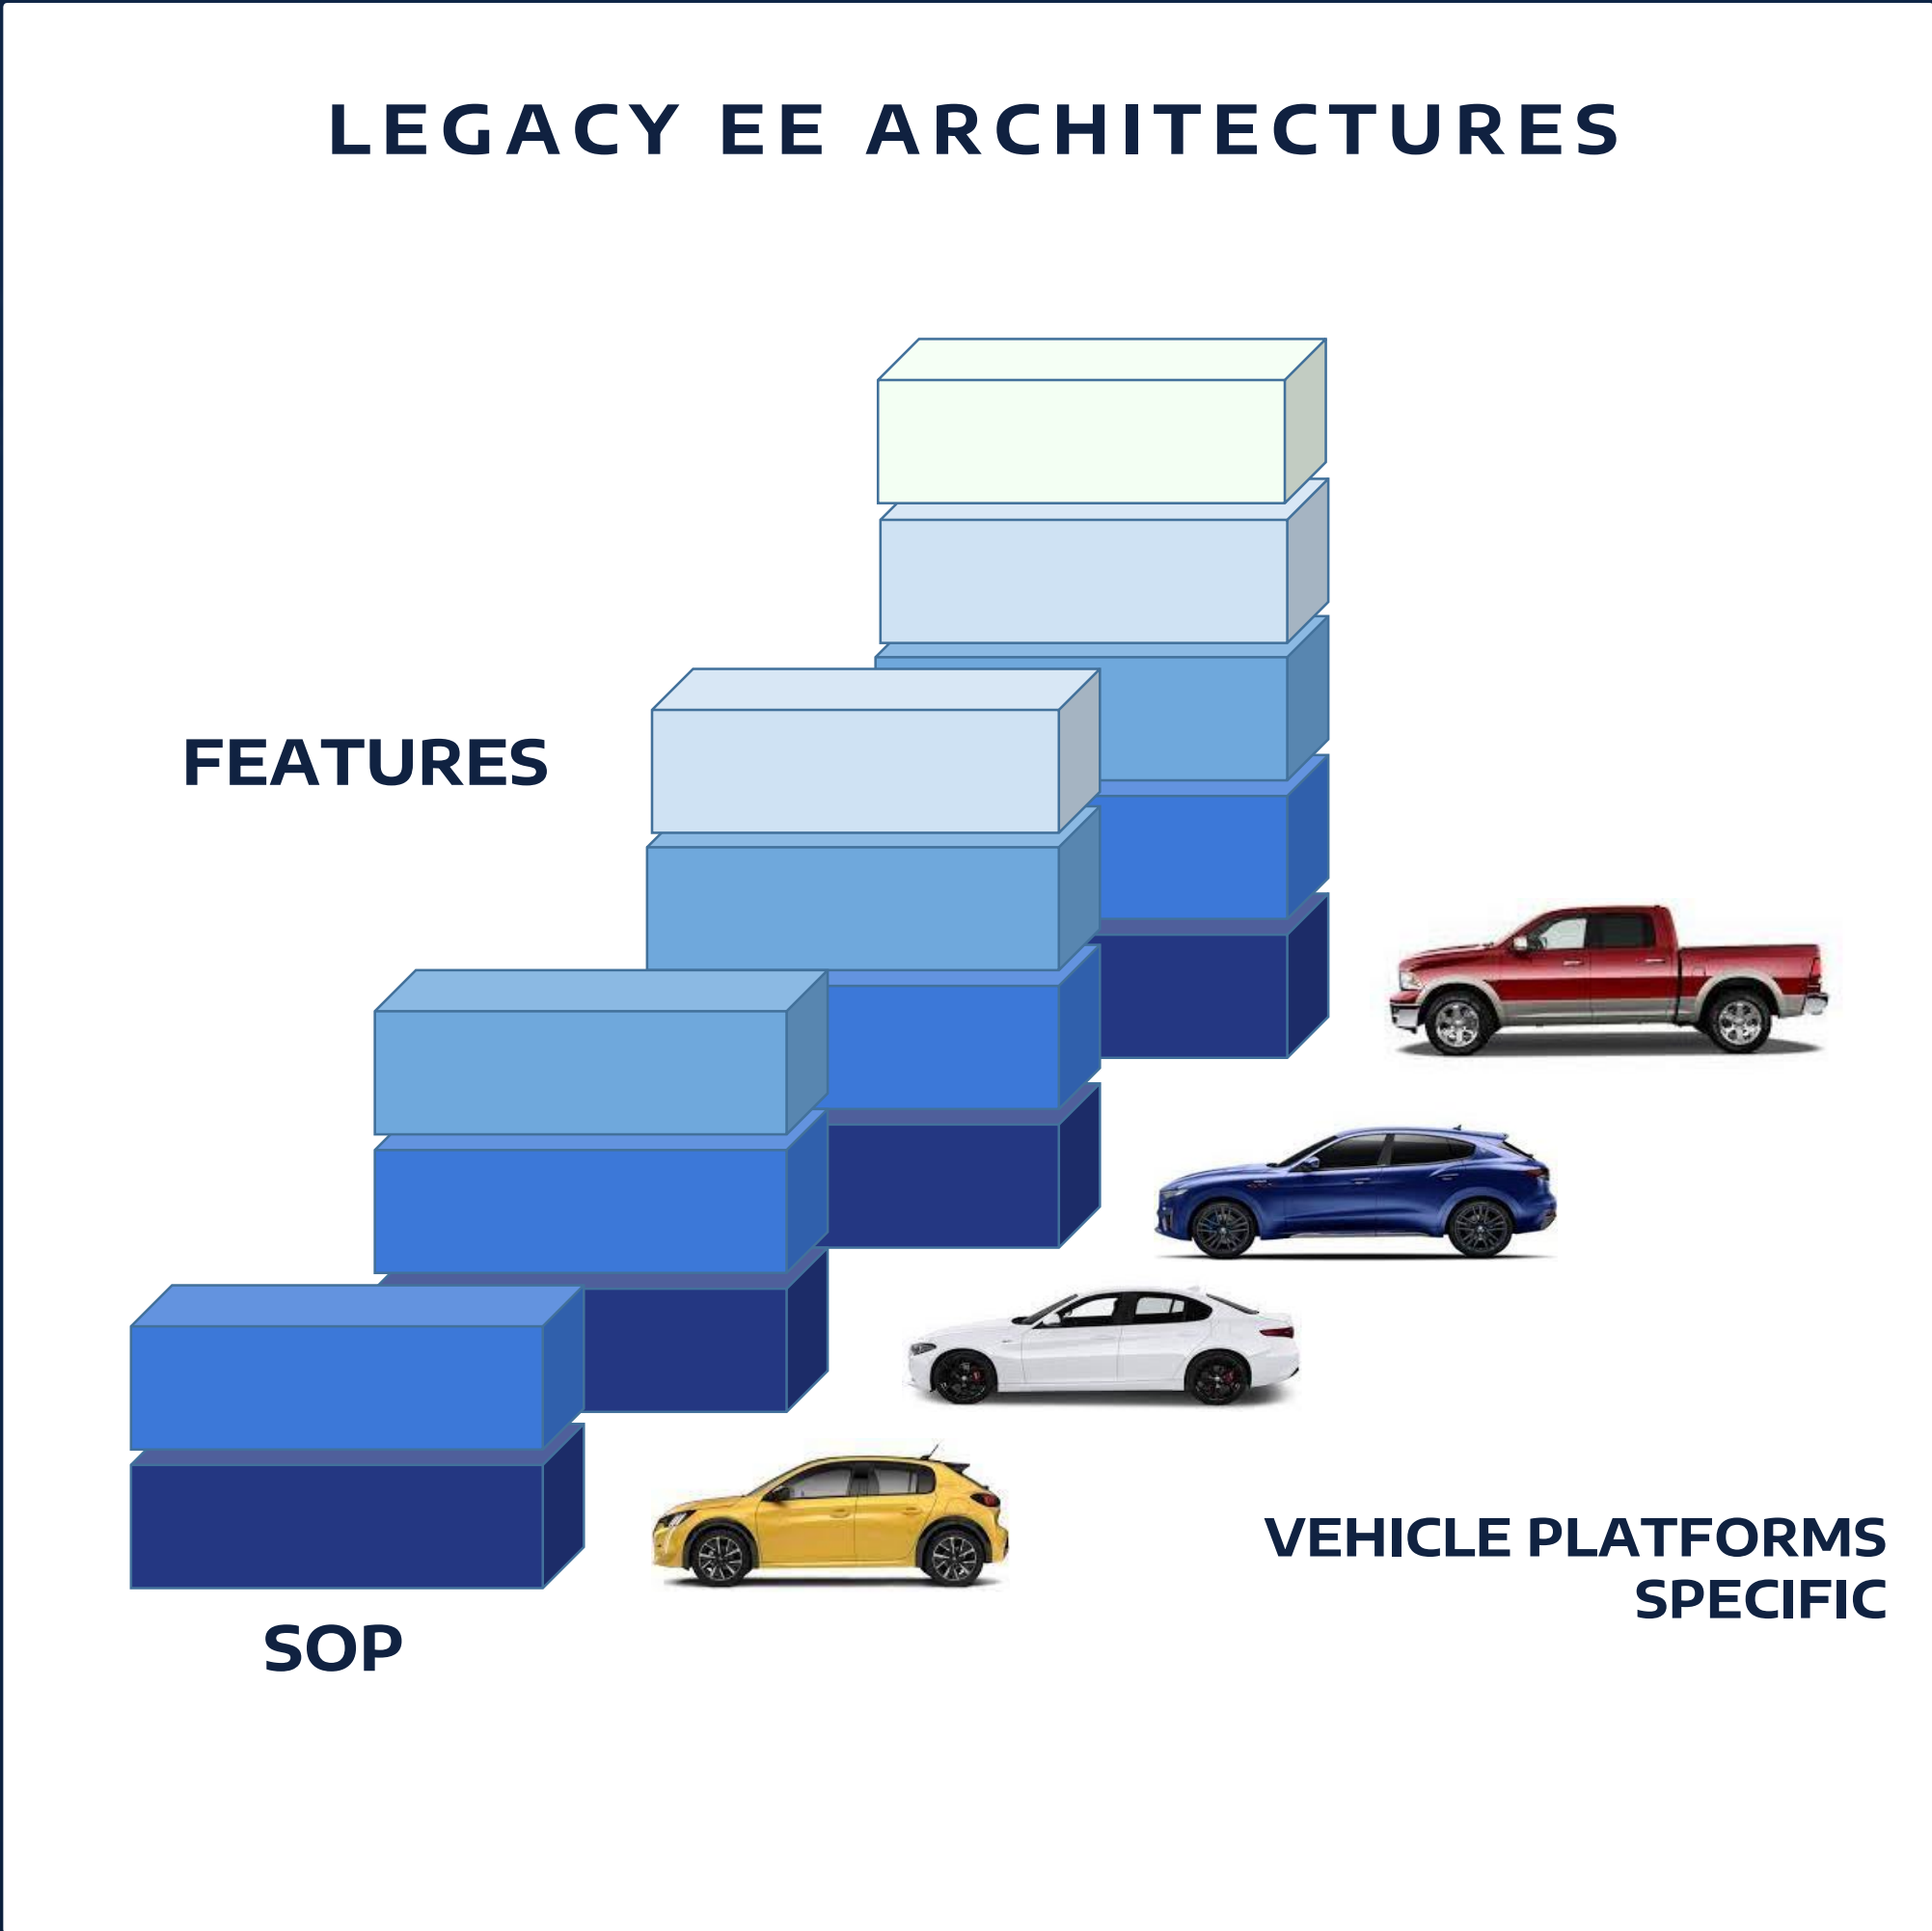 LEGACY EE ARCHITECTURES
FEATURES
VEHICLE PLATFORMS
SPECIFIC
SOP